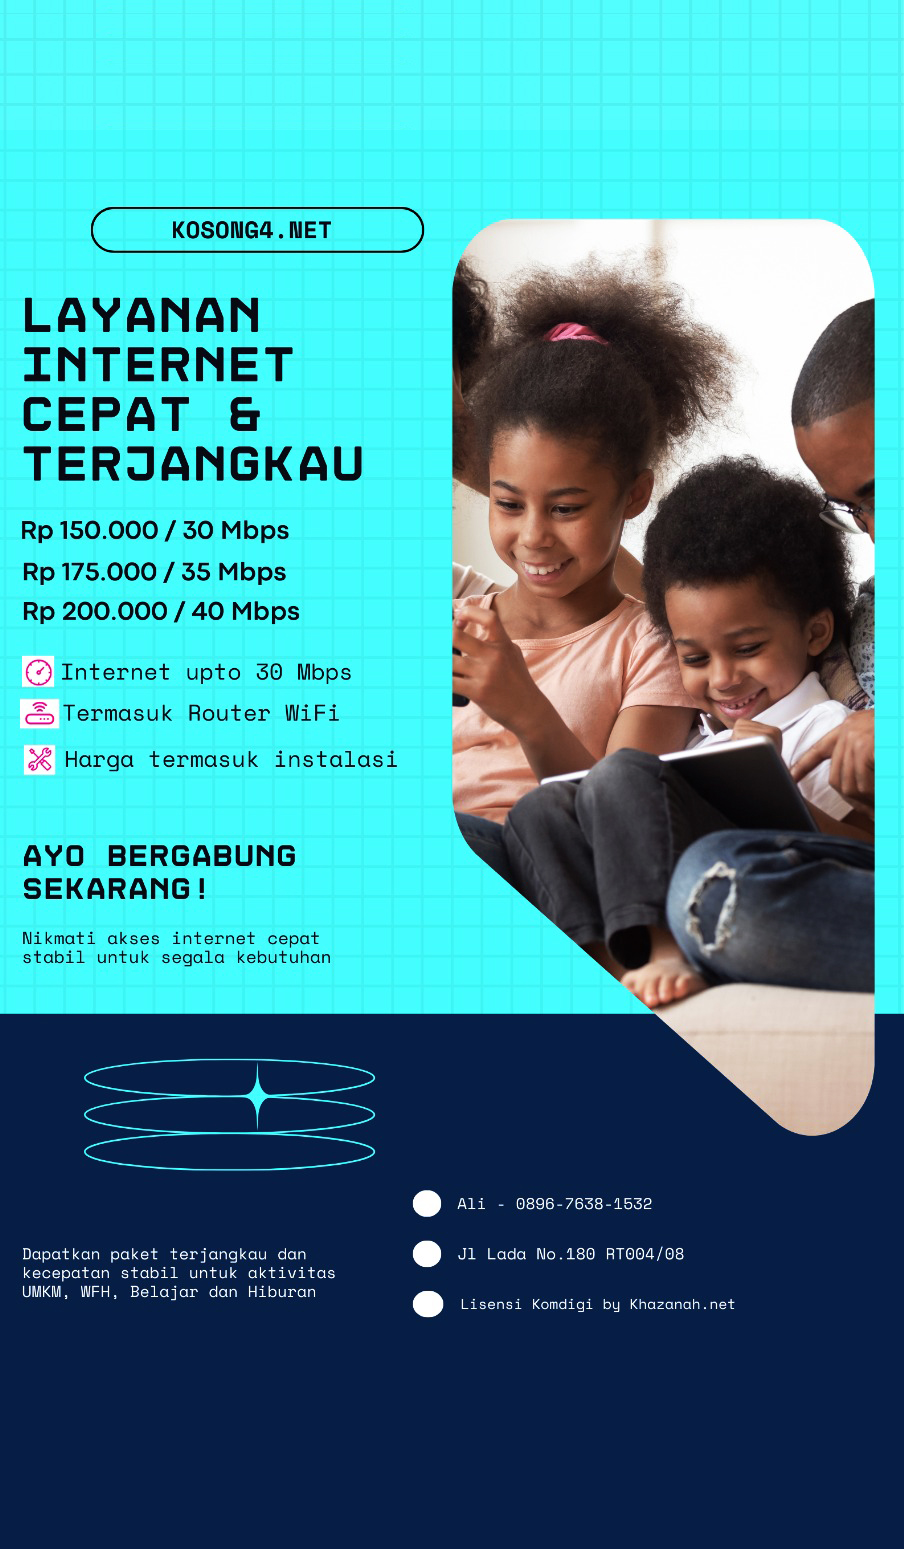 KOSONG4.NET
LAYANAN
INTERNET
CEPAT &
TERJANGKAU
Rp 150.000 / 30 Mbps
Rp 175.000 / 35 Mbps
Rp 200.000 / 40 Mbps
Internet upto 30 Mbps
Termasuk Router WiFi
Harga termasuk instalasi
AYO BERGABUNG
SEKARANG!
Nikmati akses internet cepat
stabil untuk segala kebutuhan
Dapatkan paket terjangkau dan
kecepatan stabil untuk aktivitas
UMKM, WFH, Belajar dan Hiburan
Ali - 0896-7638-1532
Jl Lada No.180 RT004/08
Lisensi Komdigi by Khazanah.net